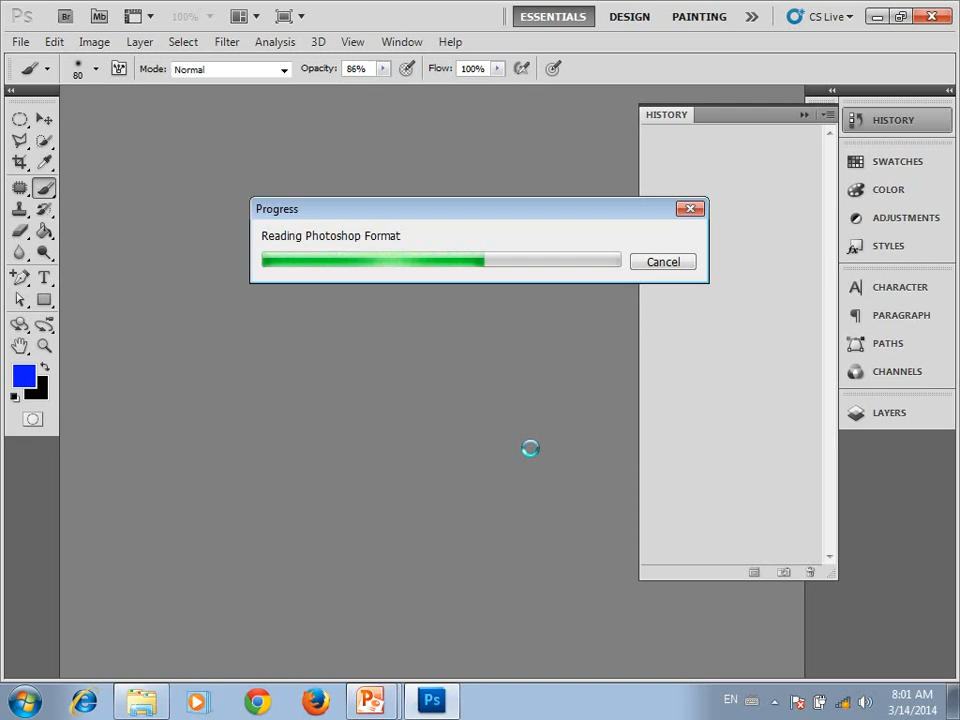 Ps Br Mb 100% ESSENTIALS DESIGN PAINTING CS Live
File Edit Image Layer Select Filter Analysis 3D View Window Help
80 Mode: Normal Opacity: 86% Flow: 100%
HISTORY
HISTORY
SWATCHES
COLOR
ADJUSTMENTS
STYLES
CHARACTER
PARAGRAPH
PATHS
CHANNELS
LAYERS
Progress
Reading Photoshop Format
Cancel
T
Ps
EN
8:01 AM
3/14/2014